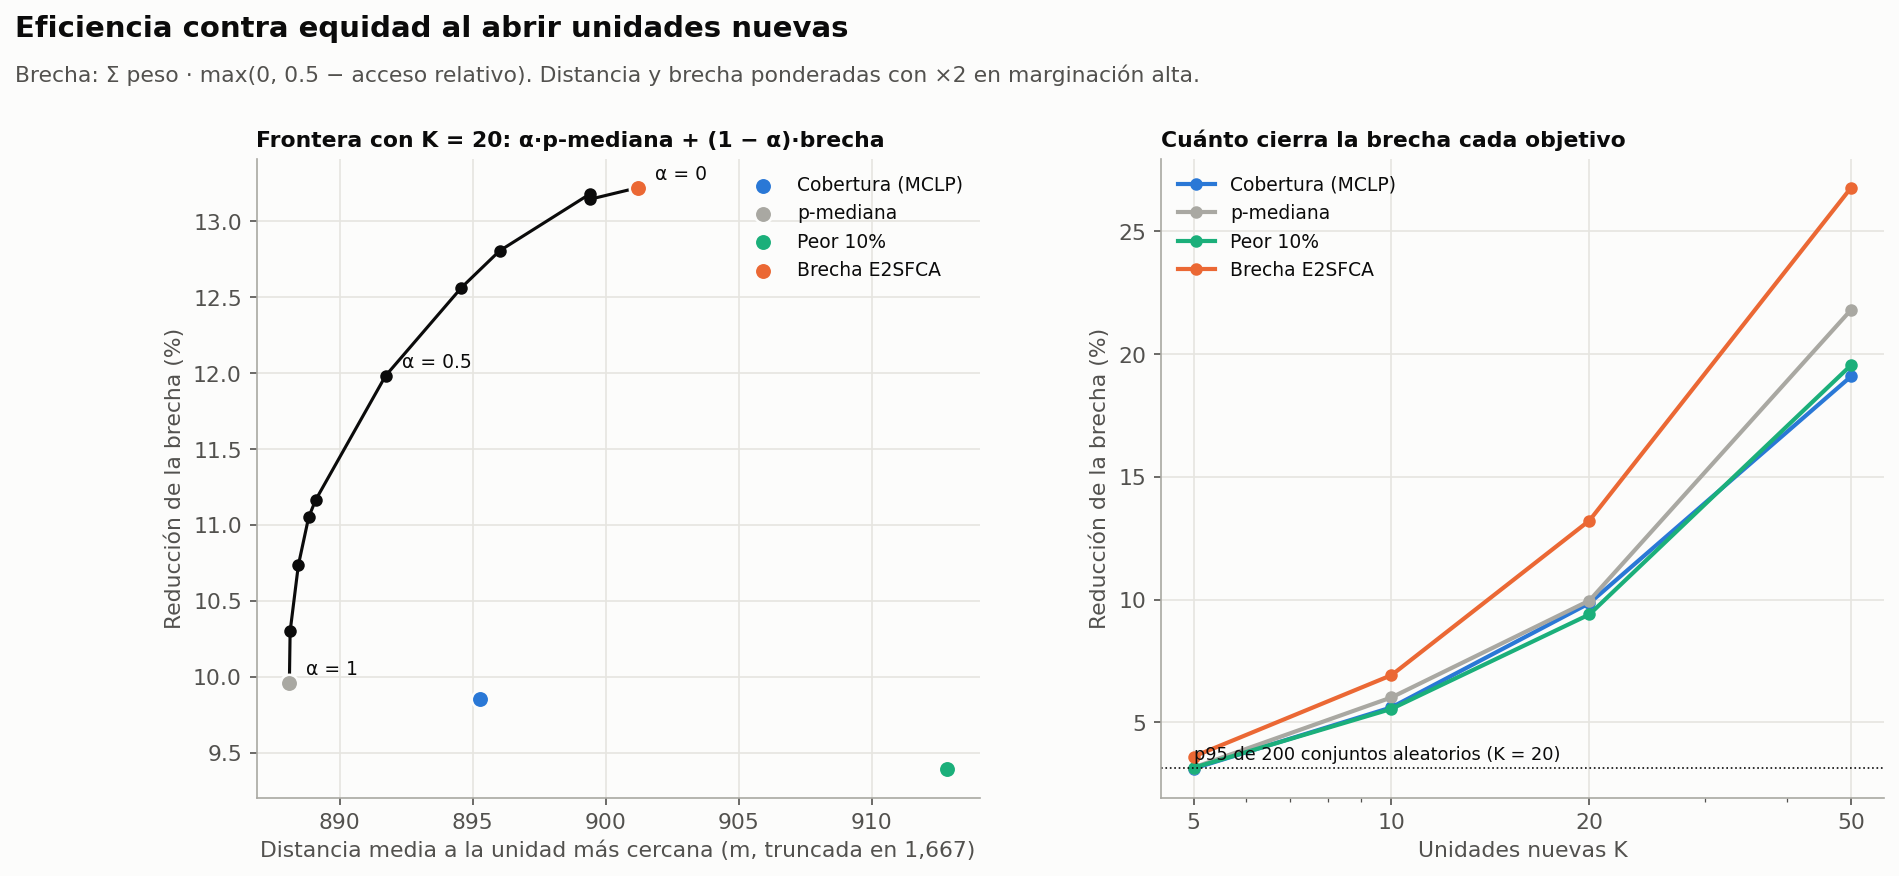 Eficiencia contra equidad al abrir unidades nuevas
Brecha: Σ peso · max(0, 0.5 − acceso relativo). Distancia y brecha ponderadas con ×2 en marginación alta.
Frontera con K = 20: α·p-mediana + (1 − α)·brecha
Reducción de la brecha (%)
13.0
12.5
12.0
11.5
11.0
10.5
10.0
9.5
α = 0
α = 0.5
α = 1
Cobertura (MCLP)
p-mediana
Peor 10%
Brecha E2SFCA
890
895
900
905
910
Distancia media a la unidad más cercana (m, truncada en 1,667)
Cuánto cierra la brecha cada objetivo
Reducción de la brecha (%)
25
20
15
10
5
Cobertura (MCLP)
p-mediana
Peor 10%
Brecha E2SFCA
p95 de 200 conjuntos aleatorios (K = 20)
5
10
20
50
Unidades nuevas K